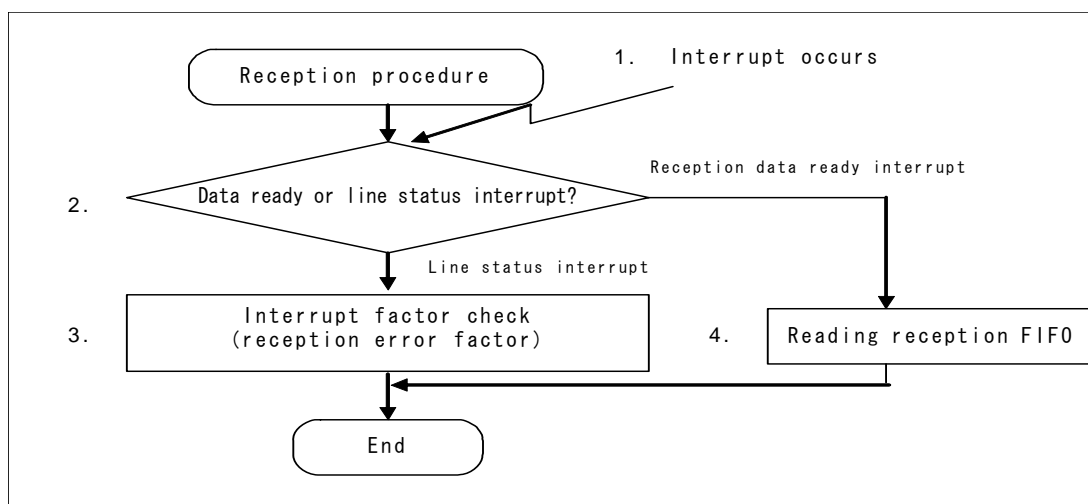 1. Interrupt occurs
Reception procedure
Reception data ready interrupt
2. Data ready or line status interrupt?
Line status interrupt
3. Interrupt factor check
(reception error factor)
4. Reading reception FIFO
End